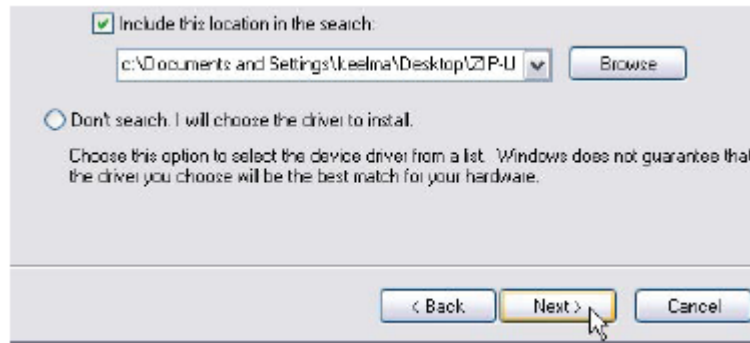 Include this location in the search:
c:\Documents and Settings\keelma\Desktop\ZIP-U
Browse
Don't search. I will choose the driver to install.
Choose this option to select the device driver from a list. Windows does not guarantee that
the driver you choose will be the best match for your hardware.
< Back
Next >
Cancel